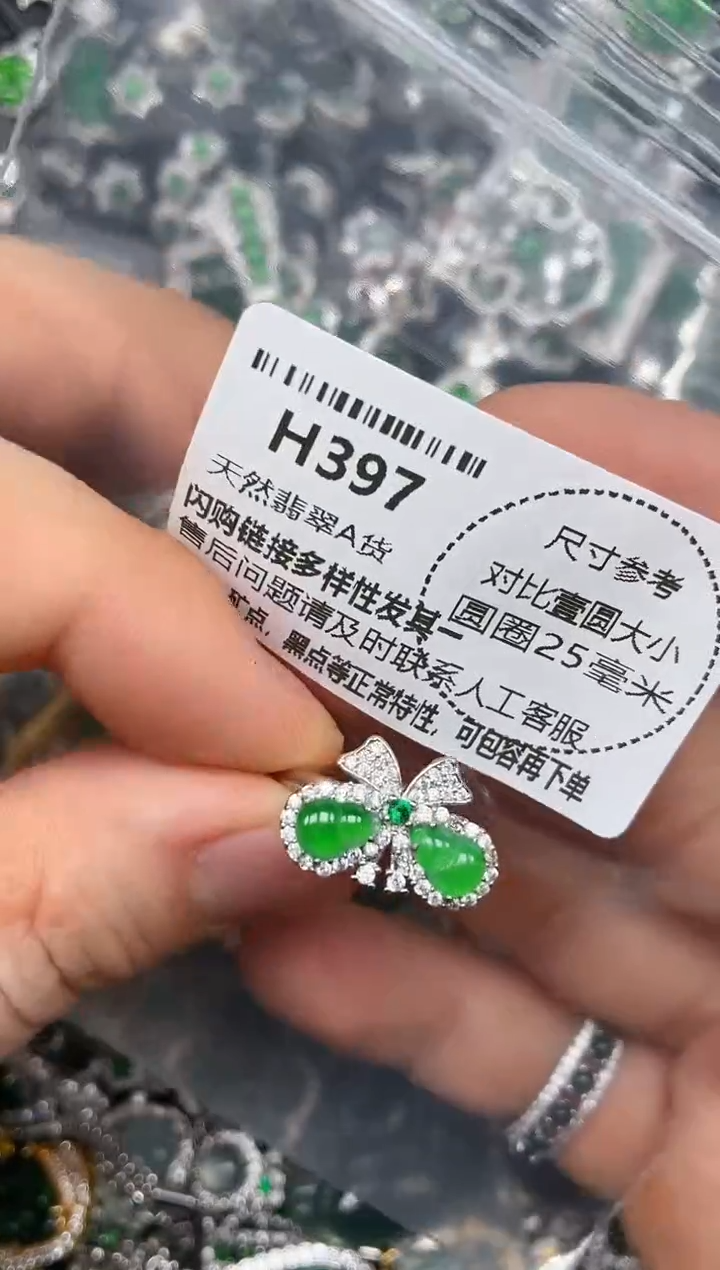 H397
天然翡翠A货
闪购链接多样性发其一
售后问题请及时联系人工客服
矿点，黑点等正常特性，可包容再下单
尺寸参考
对比壹圆大小
圆圈25毫米